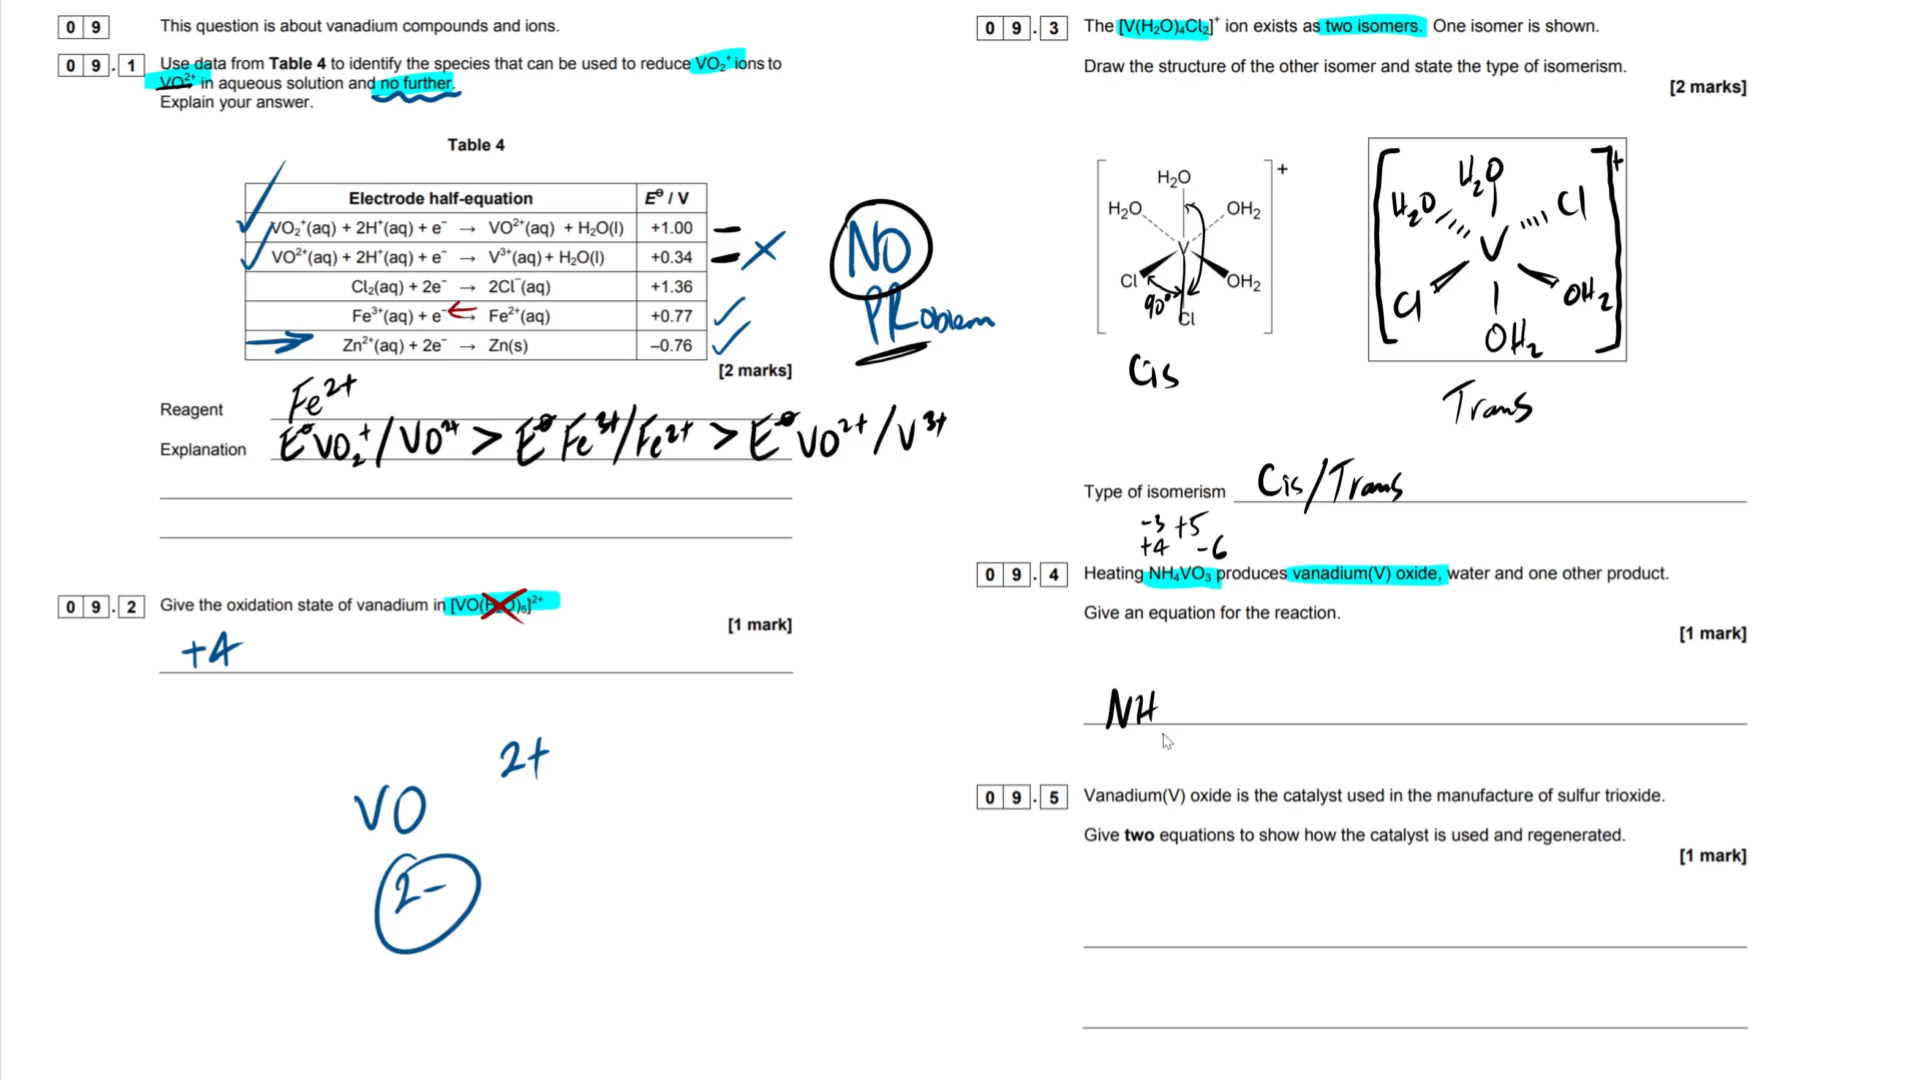 0 9 This question is about vanadium compounds and ions.
0 9 . 1 Use data from Table 4 to identify the species that can be used to reduce VO₂⁺ ions to
VO²⁺ in aqueous solution and no further.
Explain your answer.
Table 4
Electrode half-equation E⦵ / V
VO₂⁺(aq) + 2H⁺(aq) + e⁻ → VO²⁺(aq) + H₂O(l) +1.00
VO²⁺(aq) + 2H⁺(aq) + e⁻ → V³⁺(aq) + H₂O(l) +0.34
Cl₂(aq) + 2e⁻ → 2Cl⁻(aq) +1.36
Fe³⁺(aq) + e⁻ → Fe²⁺(aq) +0.77
Zn²⁺(aq) + 2e⁻ → Zn(s) –0.76
NO
PRoblem
[2 marks]
Reagent Fe²⁺
Explanation E⦵ VO₂⁺/VO²⁺ > E⦵ Fe³⁺/Fe²⁺ > E⦵ VO²⁺/V³⁺
0 9 . 2 Give the oxidation state of vanadium in [VO(H₂O)₅]²⁺
[1 mark]
+4
VO 2+
2-
0 9 . 3 The [V(H₂O)₄Cl₂]⁺ ion exists as two isomers. One isomer is shown.
Draw the structure of the other isomer and state the type of isomerism.
[2 marks]
H₂O
H₂O OH₂
V
Cl OH₂
90°
Cl
+
Cis
H₂O
H₂O Cl
V
Cl OH₂
OH₂
+
Trans
Type of isomerism Cis/Trans
-3 +5
+4 -6
0 9 . 4 Heating NH₄VO₃ produces vanadium(V) oxide, water and one other product.
Give an equation for the reaction.
[1 mark]
NH
0 9 . 5 Vanadium(V) oxide is the catalyst used in the manufacture of sulfur trioxide.
Give two equations to show how the catalyst is used and regenerated.
[1 mark]